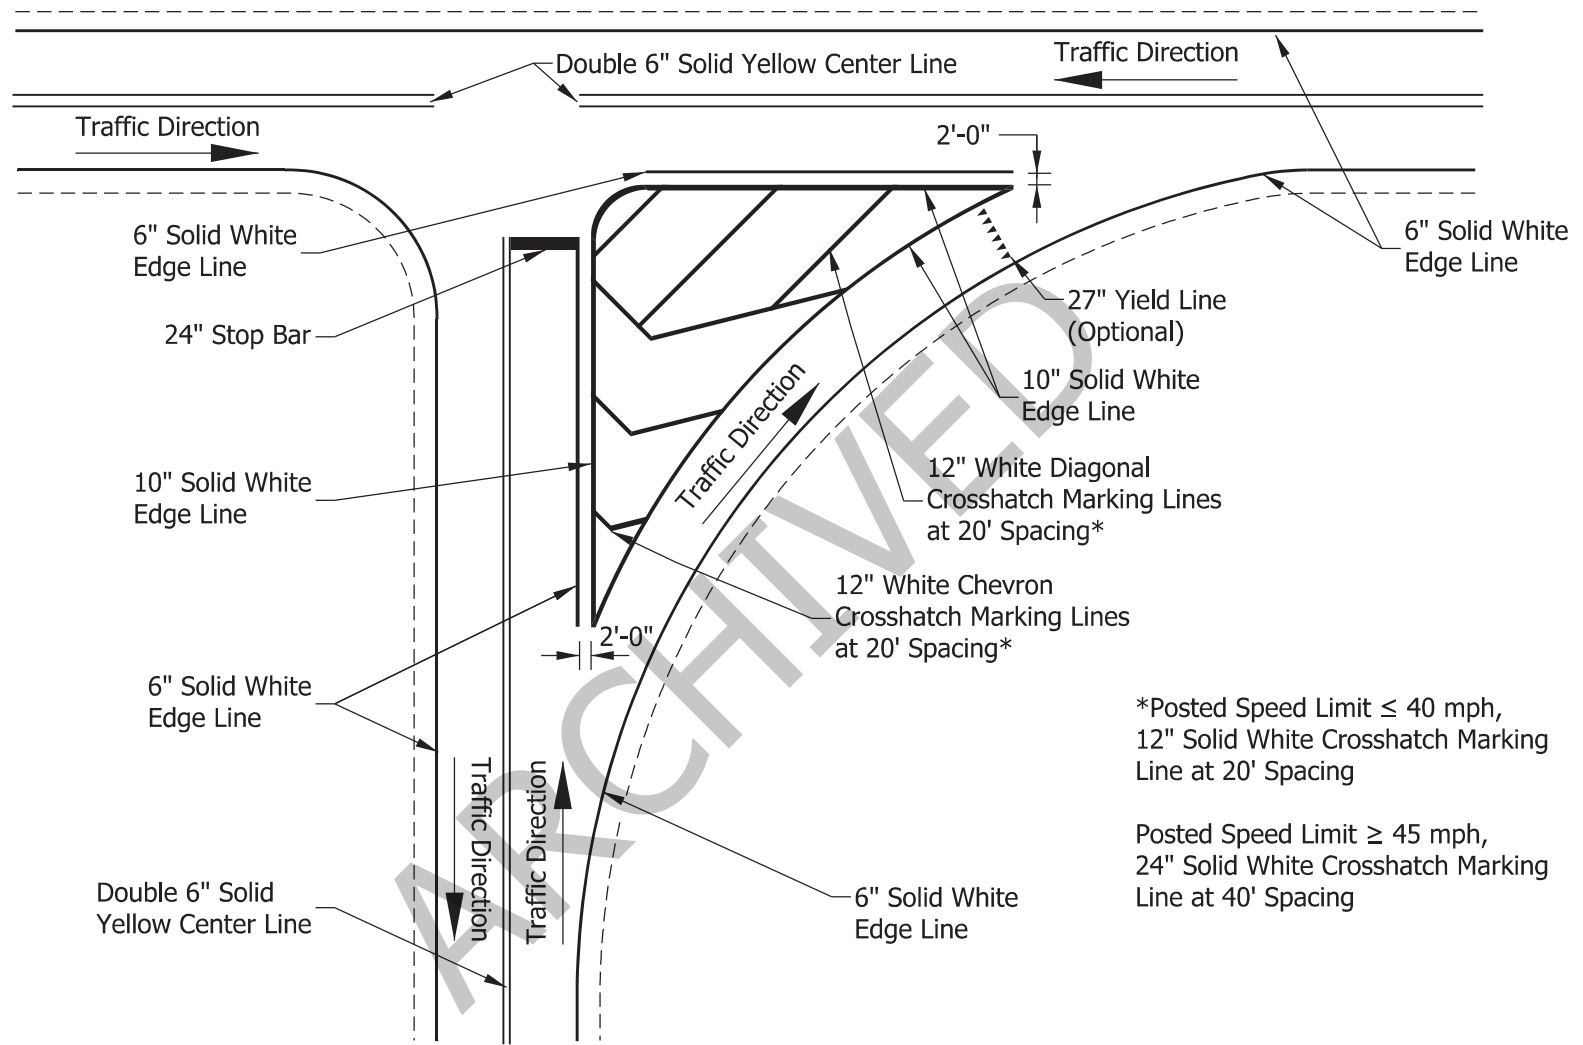 Double 6" Solid Yellow Center Line
Traffic Direction
Traffic Direction
2'-0"
6" Solid White
Edge Line
6" Solid White
Edge Line
24" Stop Bar
27" Yield Line
(Optional)
10" Solid White
Edge Line
Traffic Direction
12" White Diagonal
Crosshatch Marking Lines
at 20' Spacing*
10" Solid White
Edge Line
12" White Chevron
Crosshatch Marking Lines
at 20' Spacing*
2'-0"
6" Solid White
Edge Line
*Posted Speed Limit ≤ 40 mph,
12" Solid White Crosshatch Marking
Line at 20' Spacing
Traffic Direction
Traffic Direction
Posted Speed Limit ≥ 45 mph,
24" Solid White Crosshatch Marking
Line at 40' Spacing
Double 6" Solid
Yellow Center Line
6" Solid White
Edge Line
ARCHIVED